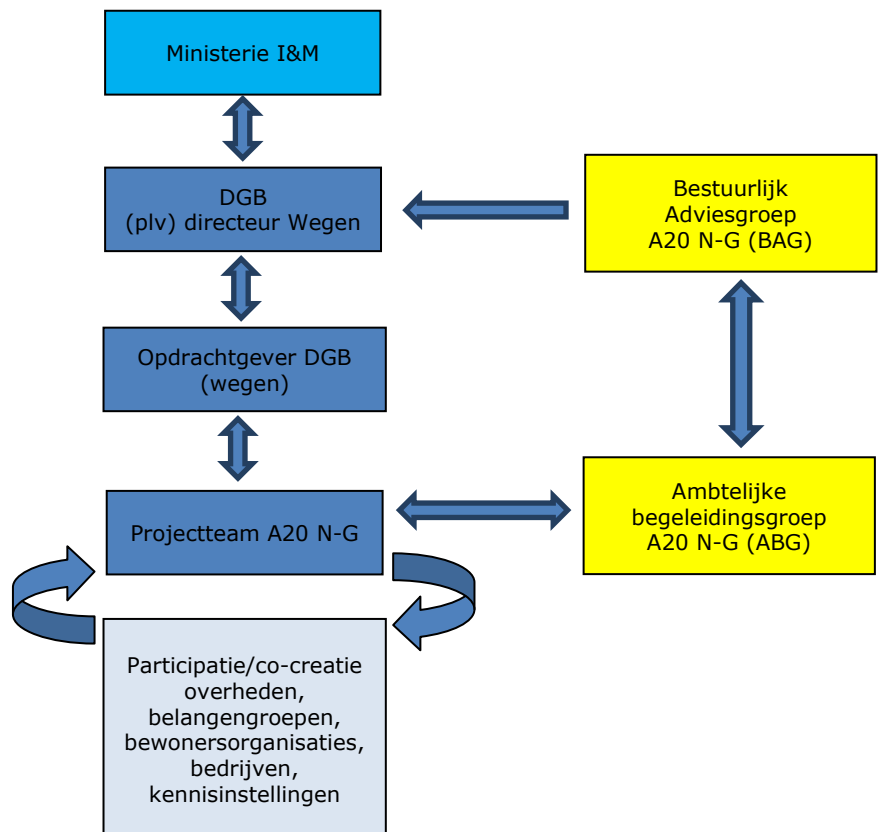 Ministerie I&M
DGB
(plv) directeur Wegen
Bestuurlijk
Adviesgroep
A20 N-G (BAG)
Opdrachtgever DGB
(wegen)
Projectteam A20 N-G
Ambtelijke
begeleidingsgroep
A20 N-G (ABG)
Participatie/co-creatie
overheden,
belangengroepen,
bewonersorganisaties,
bedrijven,
kennisinstellingen